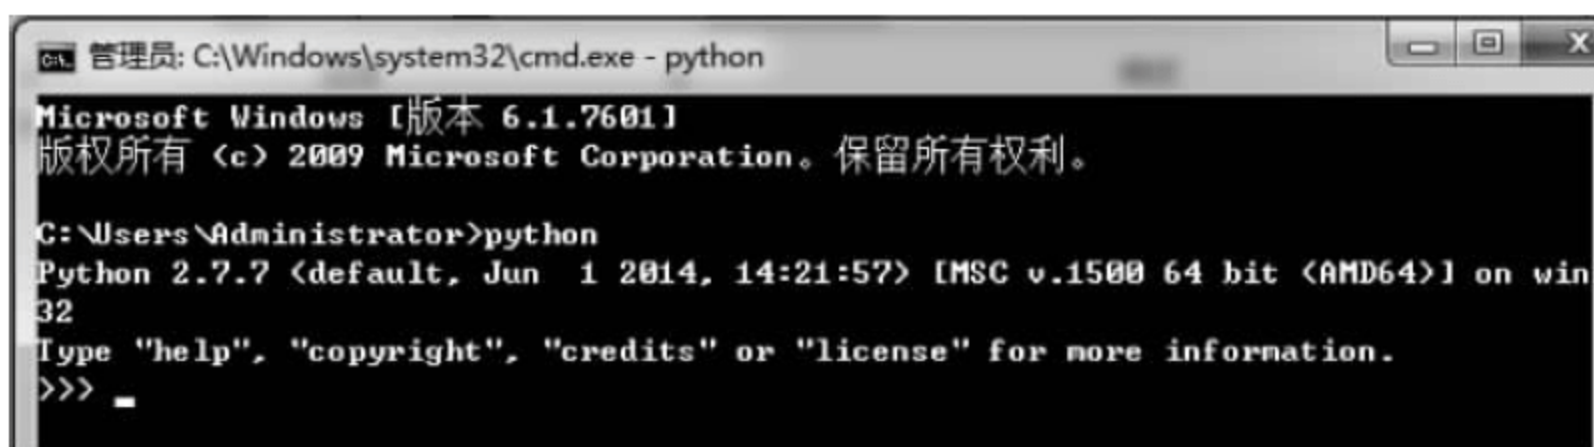 管理员: C:\Windows\system32\cmd.exe - python
Microsoft Windows [版本 6.1.7601]
版权所有 (c) 2009 Microsoft Corporation。保留所有权利。
C:\Users\Administrator>python
Python 2.7.7 (default, Jun  1 2014, 14:21:57) [MSC v.1500 64 bit (AMD64)] on win
32
Type "help", "copyright", "credits" or "license" for more information.
>>>